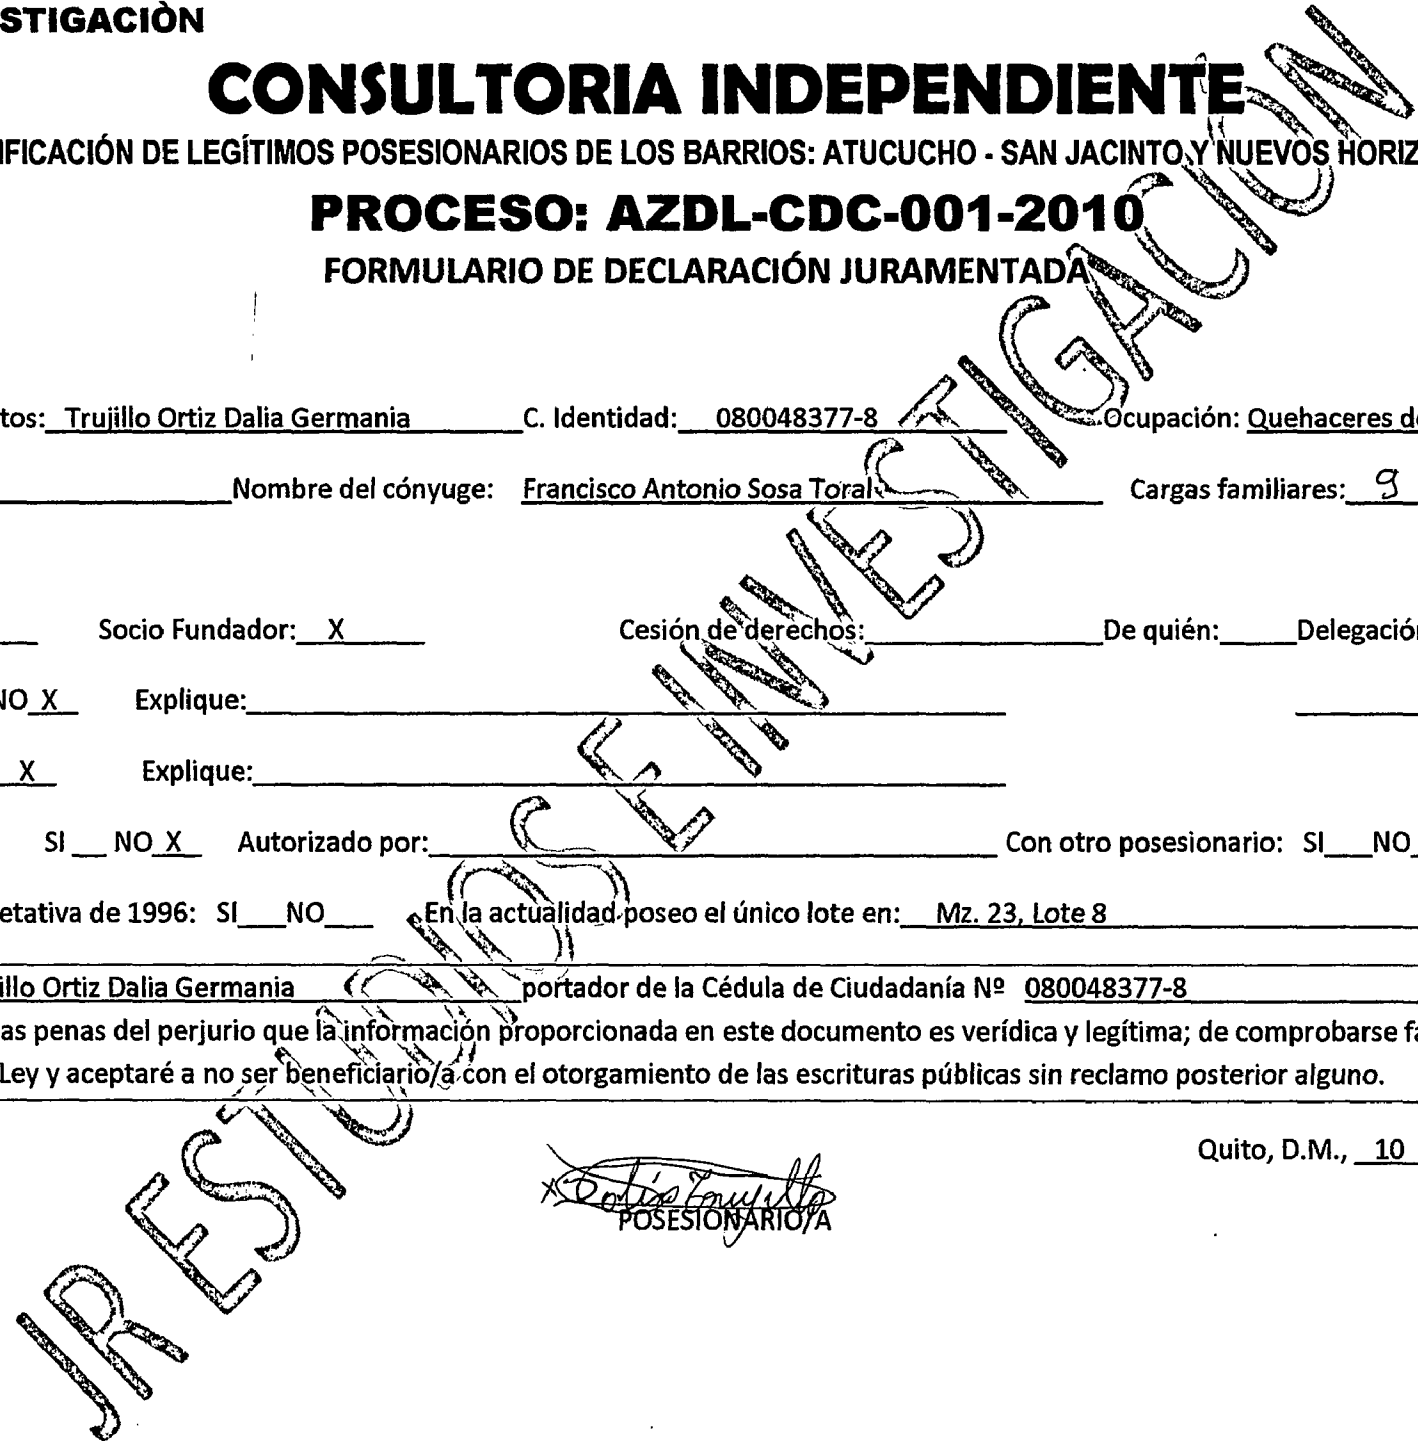 STIGACIÒN
CONSULTORIA INDEPENDIENTE
IFICACIÓN DE LEGÍTIMOS POSESIONARIOS DE LOS BARRIOS: ATUCUCHO - SAN JACINTO Y NUEVOS HORIZ
PROCESO: AZDL-CDC-001-2010
FORMULARIO DE DECLARACIÓN JURAMENTADA
tos: Trujillo Ortiz Dalia Germania C. Identidad: 080048377-8 Ocupación: Quehaceres de
Nombre del cónyuge: Francisco Antonio Sosa Toral Cargas familiares: 9
Socio Fundador: X Cesión de derechos: De quién: Delegación
NO X Explique:
X Explique:
SI NO X Autorizado por: Con otro posesionario: SI NO
etativa de 1996: SI NO En la actualidad poseo el único lote en: Mz. 23, Lote 8
illo Ortiz Dalia Germania portador de la Cédula de Ciudadanía Nº 080048377-8
as penas del perjurio que la información proporcionada en este documento es verídica y legítima; de comprobarse fa
Ley y aceptaré a no ser beneficiario/a con el otorgamiento de las escrituras públicas sin reclamo posterior alguno.
Quito, D.M., 10
X Dalia Trujillo
POSESIONARIO/A
JR ESTUDIOS E INVESTIGACION